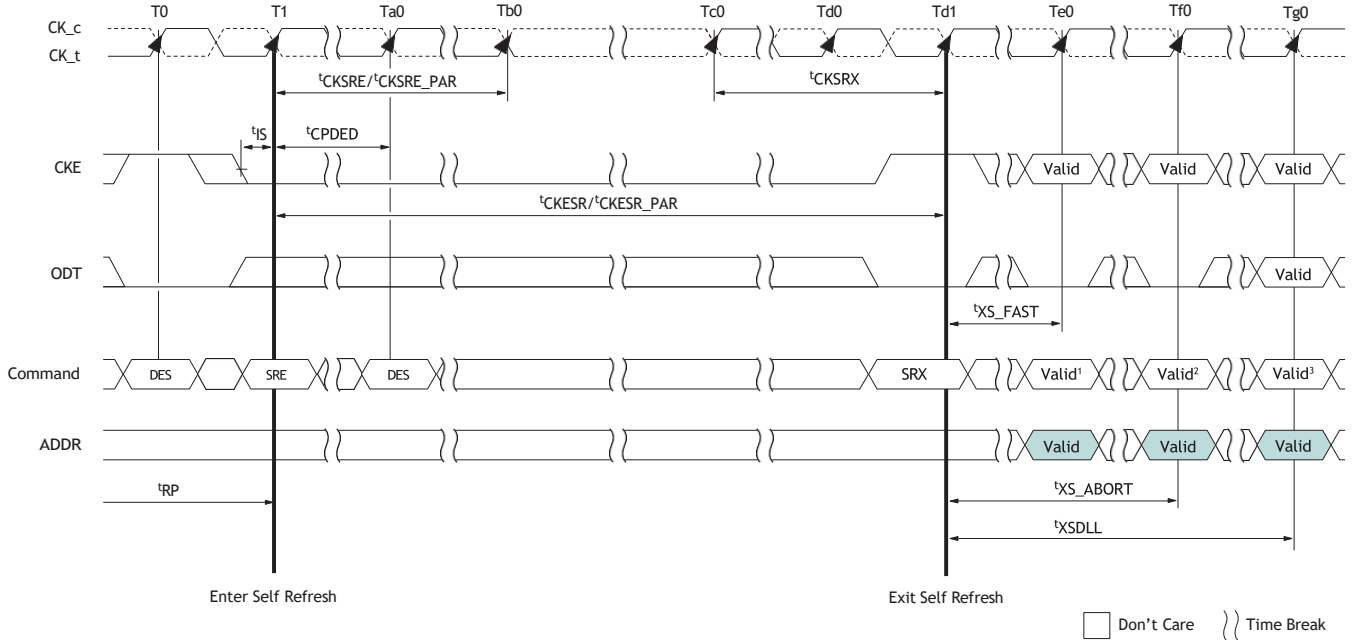 T0 T1 Ta0 Tb0 Tc0 Td0 Td1 Te0 Tf0 Tg0
CK_c
CK_t
tCKSRE/tCKSRE_PAR tCKSRX
tIS tCPDED
CKE Valid Valid Valid
tCKESR/tCKESR_PAR
ODT Valid
tXS_FAST
Command DES SRE DES SRX Valid1 Valid2 Valid3
ADDR Valid Valid Valid
tRP tXS_ABORT
tXSDLL
Enter Self Refresh Exit Self Refresh
Don't Care Time Break